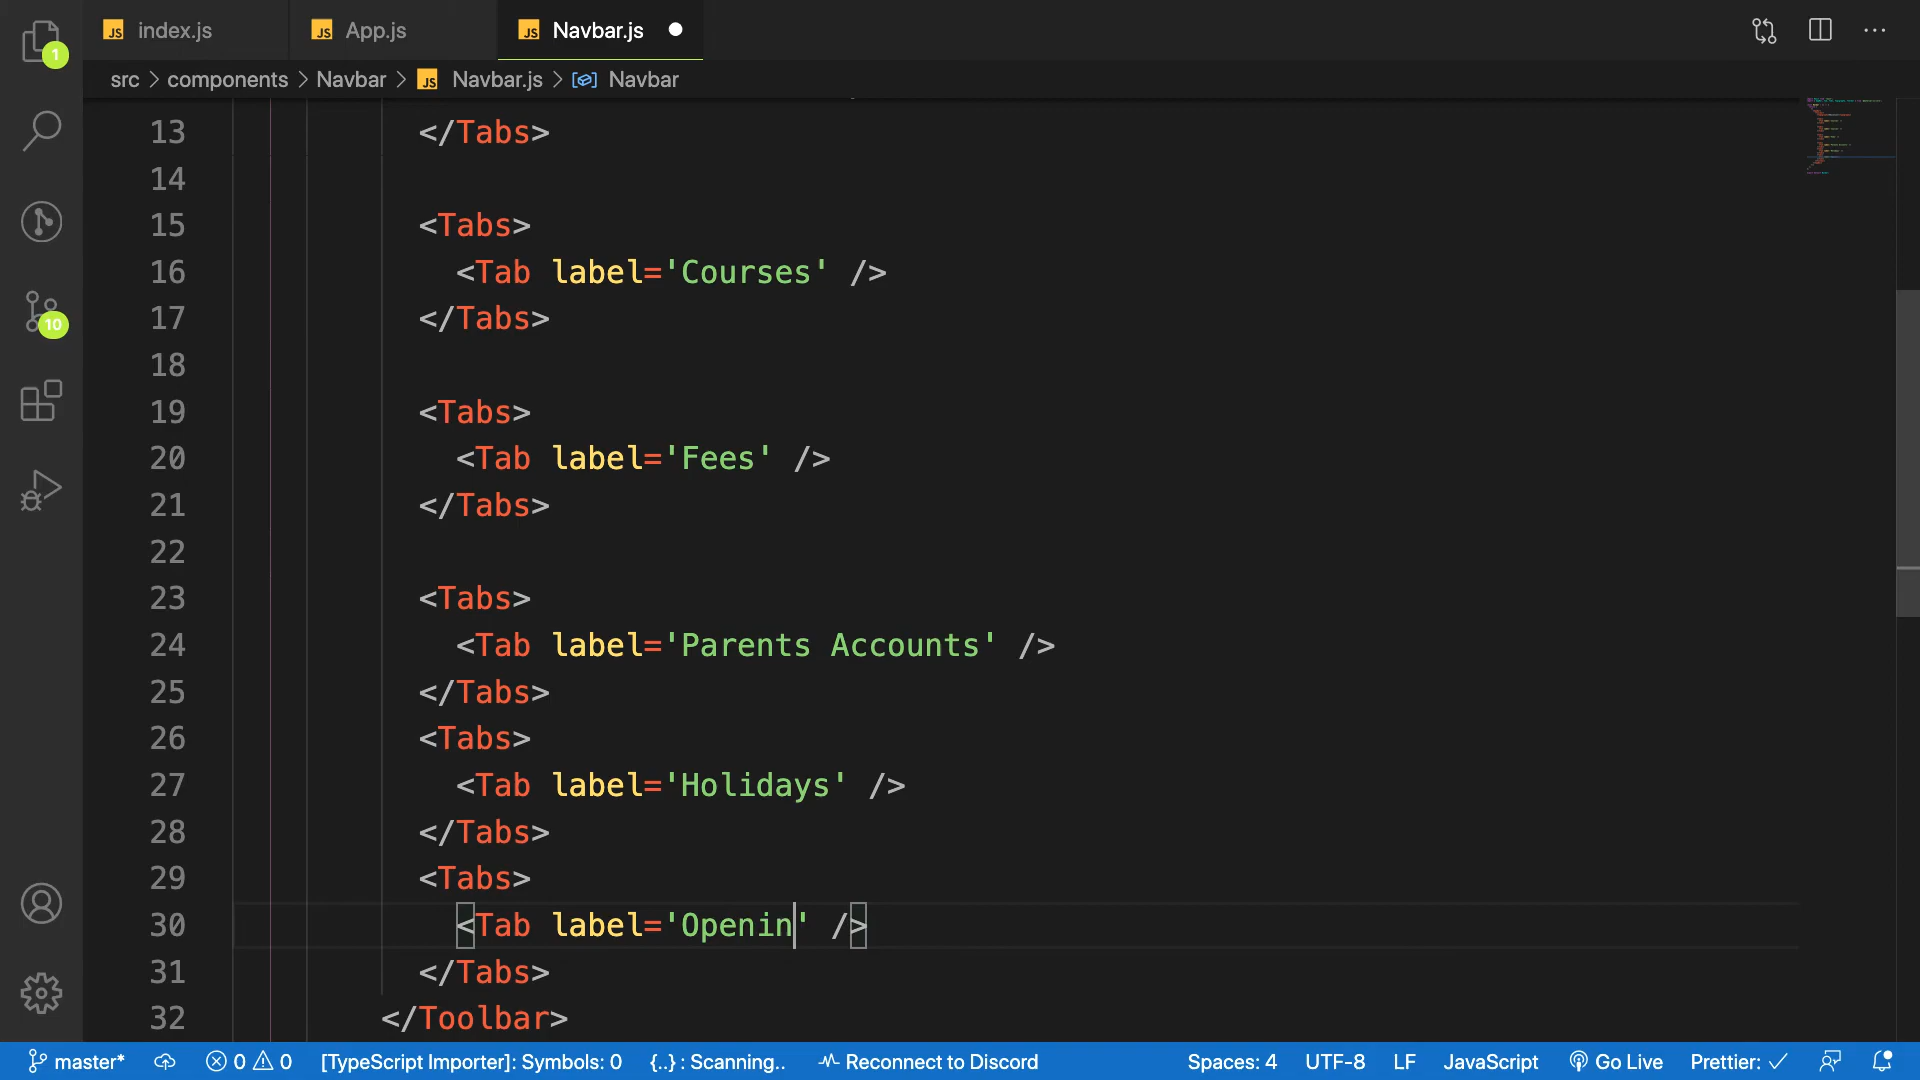 JS index.js JS App.js JS Navbar.js
src > components > Navbar > JS Navbar.js > Navbar
1
10
13 </Tabs>
14
15 <Tabs>
16 <Tab label='Courses' />
17 </Tabs>
18
19 <Tabs>
20 <Tab label='Fees' />
21 </Tabs>
22
23 <Tabs>
24 <Tab label='Parents Accounts' />
25 </Tabs>
26 <Tabs>
27 <Tab label='Holidays' />
28 </Tabs>
29 <Tabs>
30 <Tab label='Openin' />
31 </Tabs>
32 </Toolbar>
master* 0 0 [TypeScript Importer]: Symbols: 0 {..} : Scanning.. Reconnect to Discord Spaces: 4 UTF-8 LF JavaScript Go Live Prettier: ✓